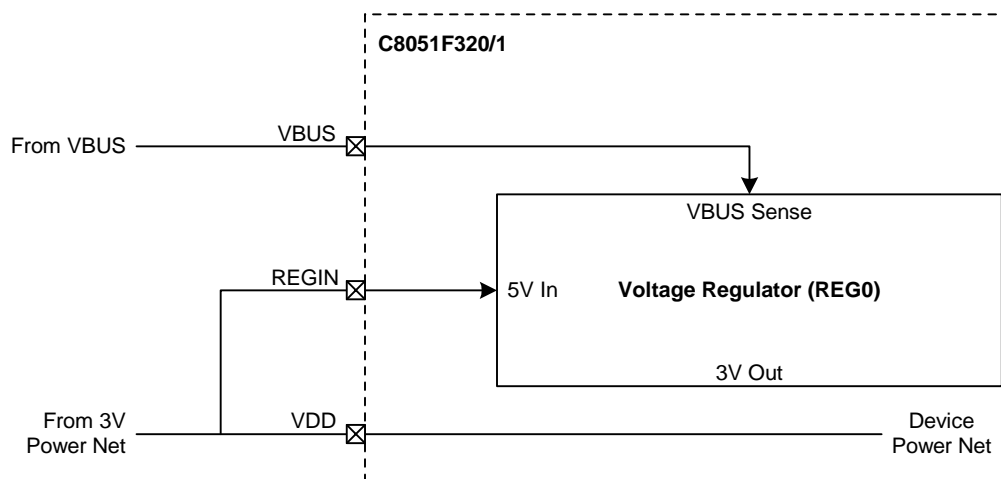 C8051F320/1
From VBUS
VBUS
VBUS Sense
REGIN
5V In
Voltage Regulator (REG0)
3V Out
From 3V
Power Net
VDD
Device
Power Net